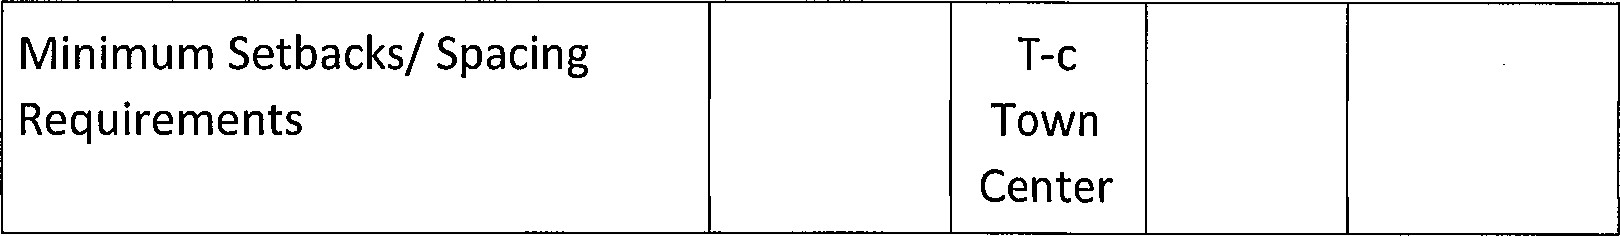 Minimum Setbacks/ Spacing
Requirements
T-c
Town
Center